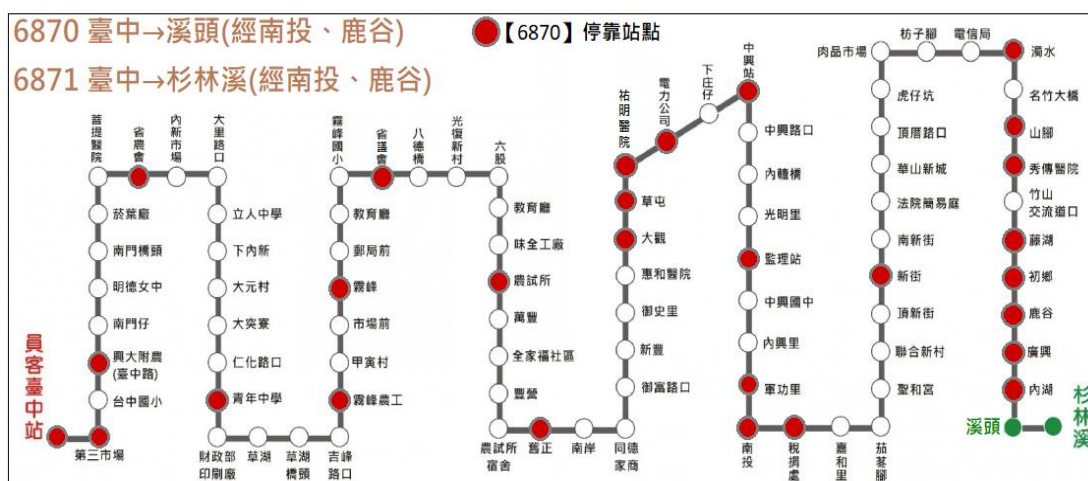 6870 臺中→溪頭(經南投、鹿谷)
6871 臺中→杉林溪(經南投、鹿谷)
【6870】停靠站點
員客臺中站
第三市場
台中國小
興大附農
(臺中路)
南門仔
明德女中
南門橋頭
菸葉廠
菩提醫院
省農會
內新市場
大里路口
立人中學
下內新
大元村
大突寮
仁化路口
青年中學
財政部
印刷廠
草湖
草湖
橋頭
吉峰
路口
霧峰農工
甲寅村
市場前
霧峰
郵局前
教育廳
霧峰國小
省議會
八德橋
光復新村
六股
教育廳
味全工廠
農試所
萬豐
全家福社區
豐營
農試所
宿舍
舊正
南岸
同德
家商
御富路口
新豐
御史里
惠和醫院
大觀
草屯
祐明醫院
電力公司
下庄仔
中興站
中興路口
內轆橋
光明里
監理站
中興國中
內興里
軍功里
南投
稅捐處
嘉和里
茄苳腳
聖和宮
聯合新村
頂新街
新街
南新街
法院簡易庭
華山新城
頂厝路口
虎仔坑
肉品市場
枋子腳
電信局
濁水
名竹大橋
山腳
秀傳醫院
竹山
交流道口
藤湖
初鄉
鹿谷
廣興
內湖
溪頭
杉林溪